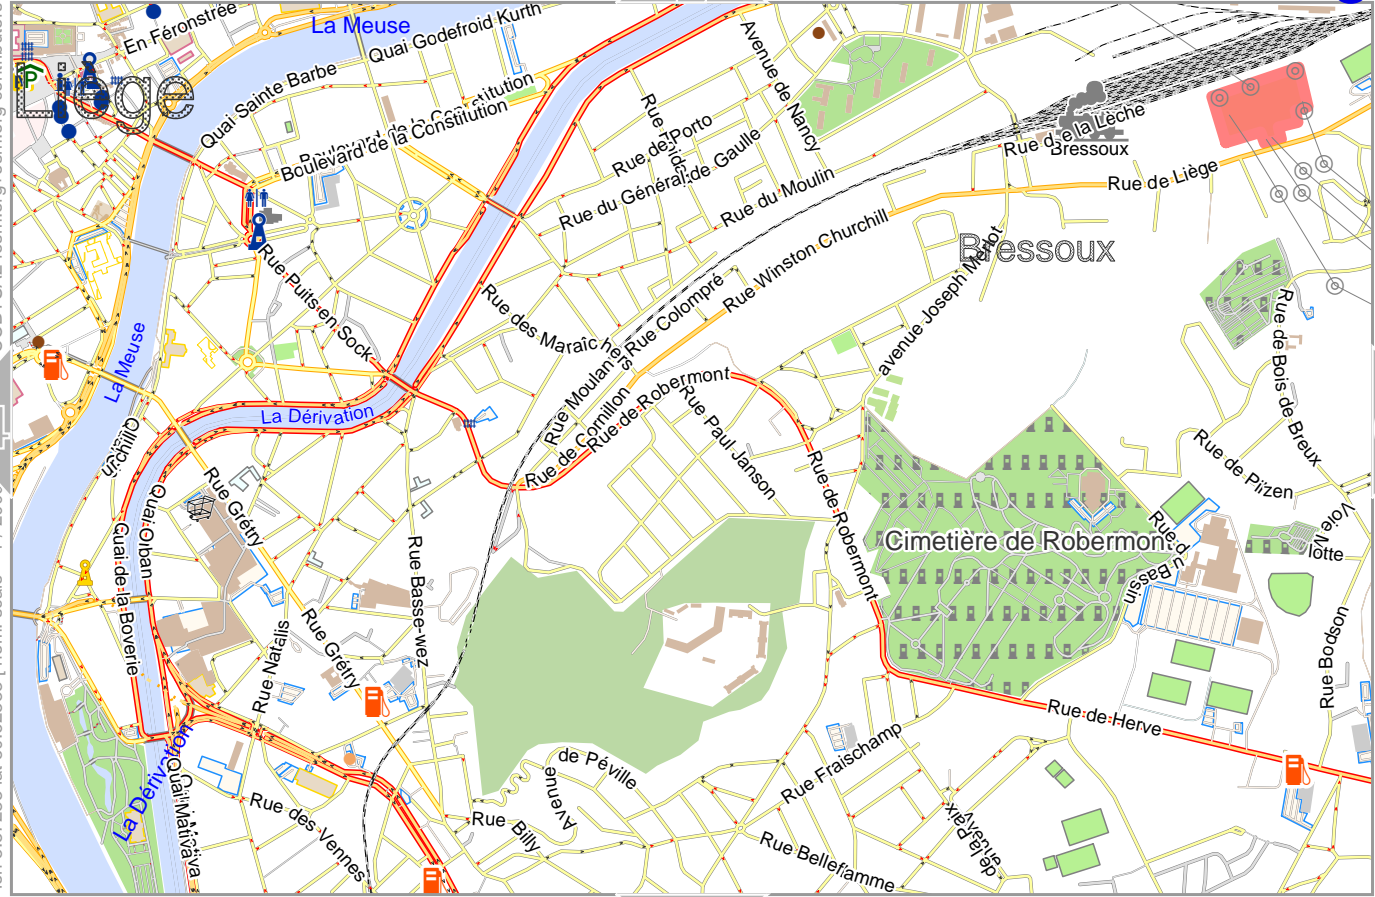 La Meuse
En Féronstrée
Quai Godefroid Kurth
Liège
Quai Sainte Barbe
Boulevard de la Constitution
Boulevard de la Constitution
Avenue de Nancy
Rue de Porto
Rue du Général de Gaulle
Rue du Moulin
Rue de la Lèche
Bressoux
Rue de Liège
Rue Winston Churchill
Bressoux
avenue Joseph Merlot
Rue Puits en Sock
Rue des Maraîchers
Rue Colompré
Rue Moulan
La Meuse
La Dérivation
Rue de Cornillon
Rue de Robermont
Rue Paul Janson
Rue de Bois de Breux
Rue de Pilzen
Rue Grétry
Rue de Robermont
Cimetière de Robermont
Rue du Bassin
Quai Orban
Quai de la Boverie
Rue Basse-wez
Rue Natalis
Rue Grétry
Rue Bodson
Rue de Herve
La Dérivation
Quai Mativa
Rue Fraischamp
Avenue de Péville
Rue des Vennes
Rue Billy
avenue de la Paix
Rue Belleflamme